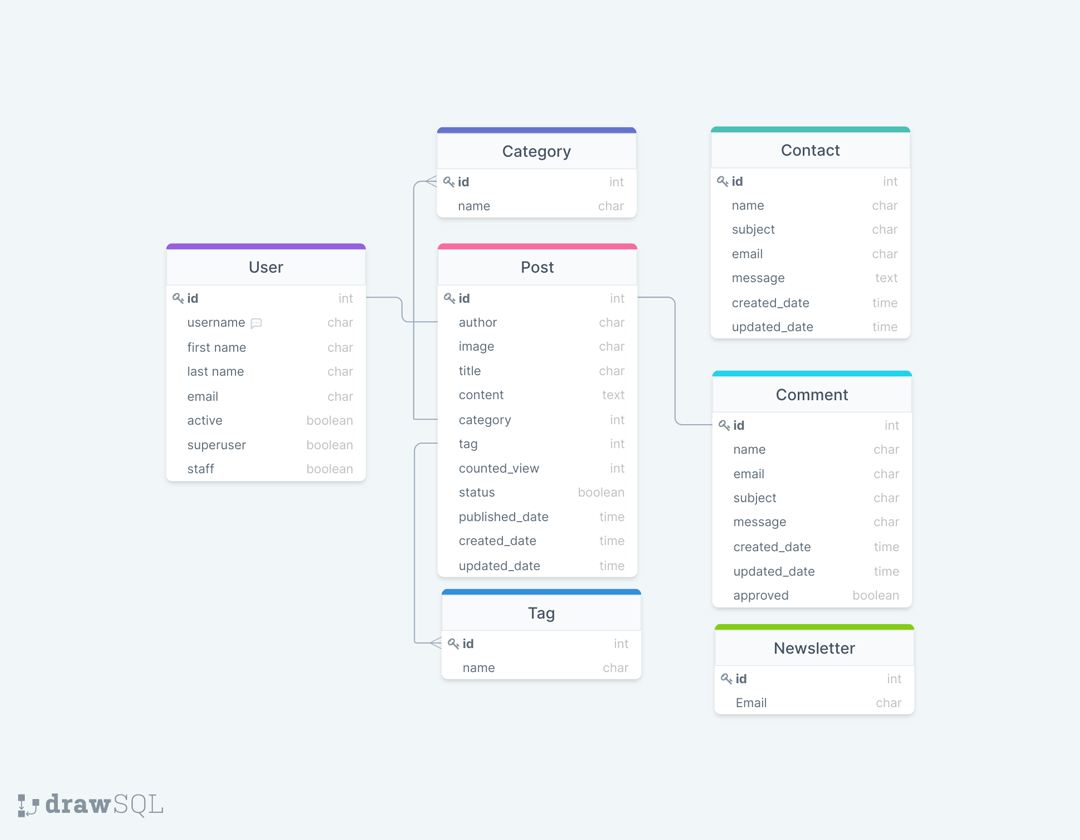 Category
id int
name char
Contact
id int
name char
subject char
email char
message text
created_date time
updated_date time
User
id int
username char
first name char
last name char
email char
active boolean
superuser boolean
staff boolean
Post
id int
author char
image char
title char
content text
category int
tag int
counted_view int
status boolean
published_date time
created_date time
updated_date time
Comment
id int
name char
email char
subject char
message char
created_date time
updated_date time
approved boolean
Tag
id int
name char
Newsletter
id int
Email char
drawSQL